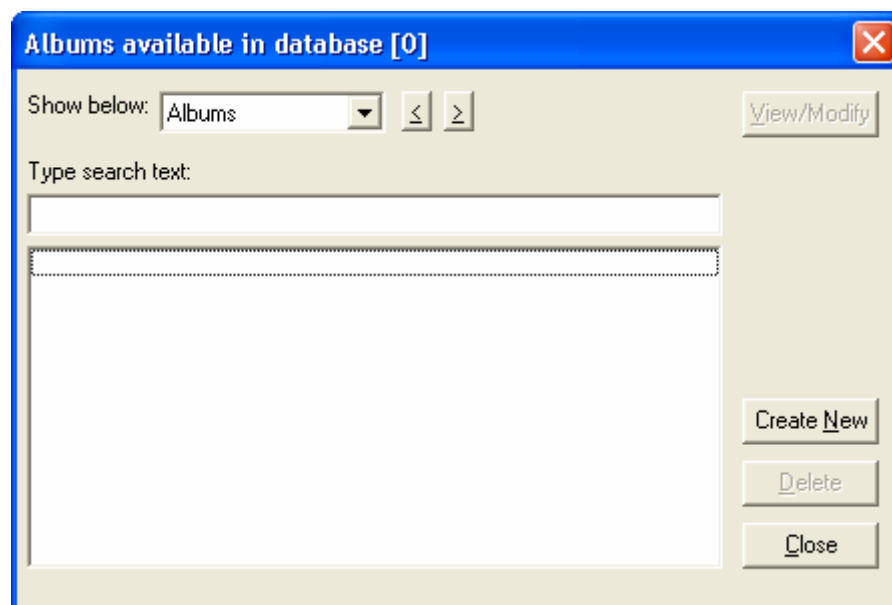 Albums available in database [0]
Show below: Albums < > View/Modify
Type search text:
Create New
Delete
Close